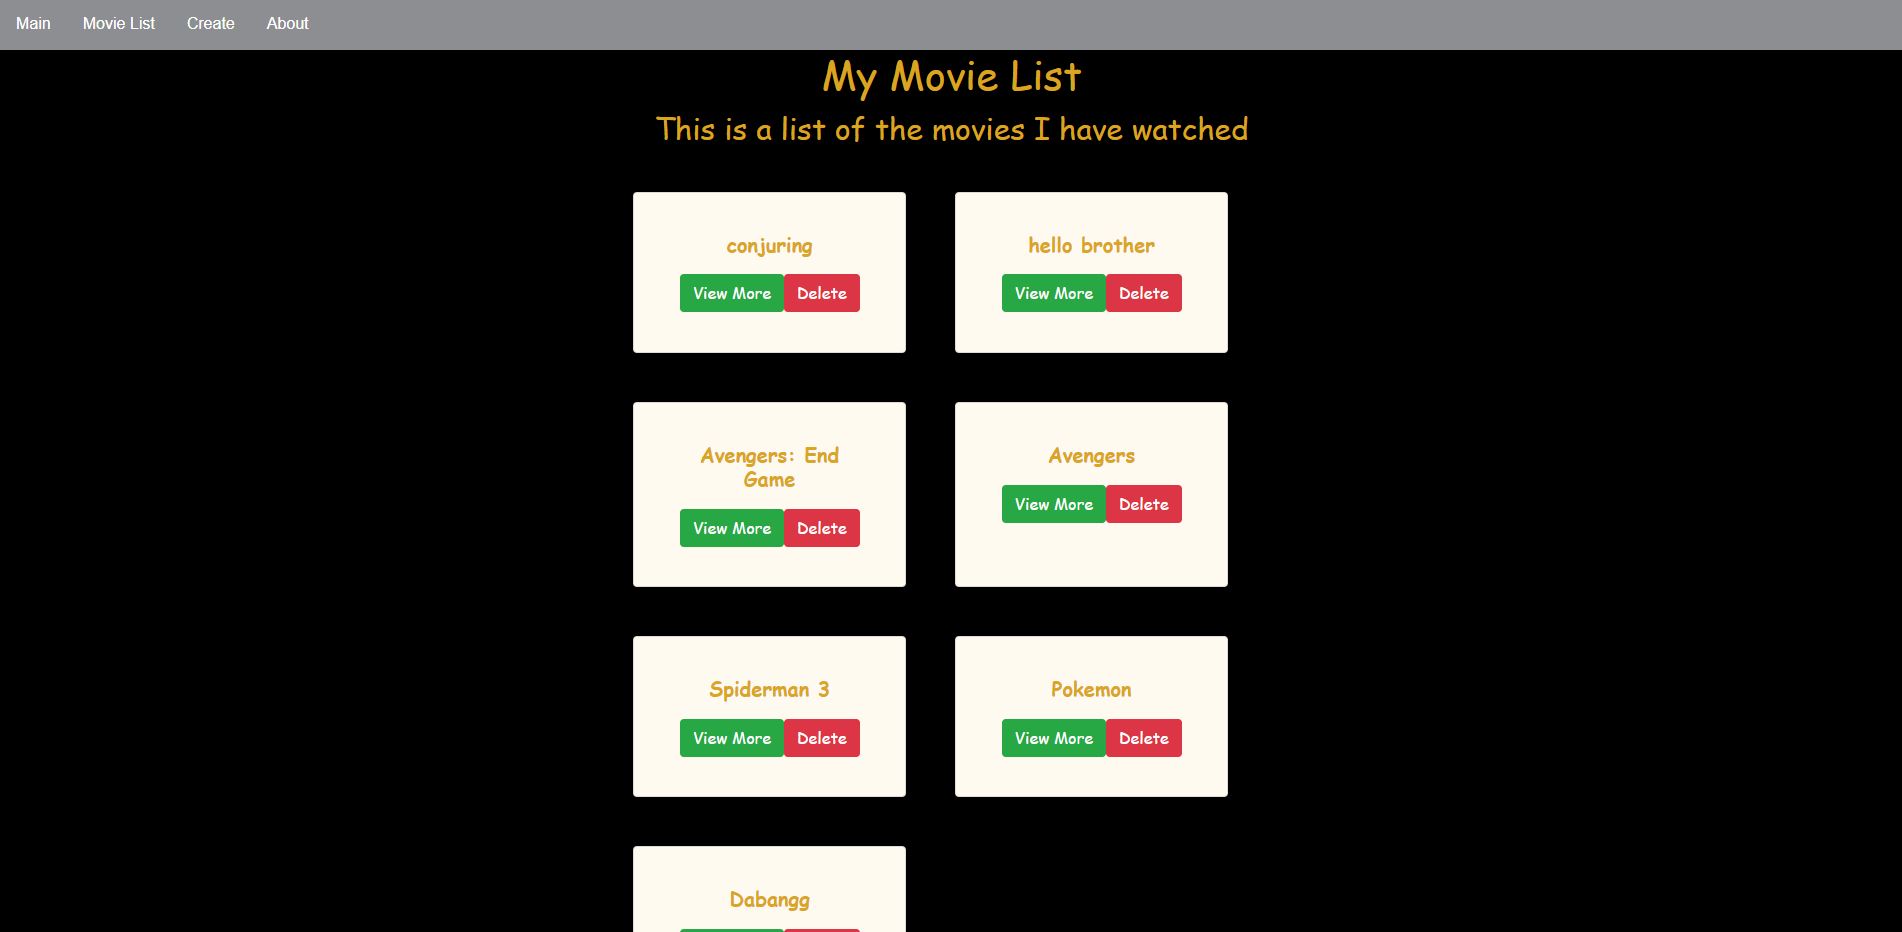 Main Movie List Create About
My Movie List
This is a list of the movies I have watched
conjuring
View More Delete
hello brother
View More Delete
Avengers: End
Game
View More Delete
Avengers
View More Delete
Spiderman 3
View More Delete
Pokemon
View More Delete
Dabangg